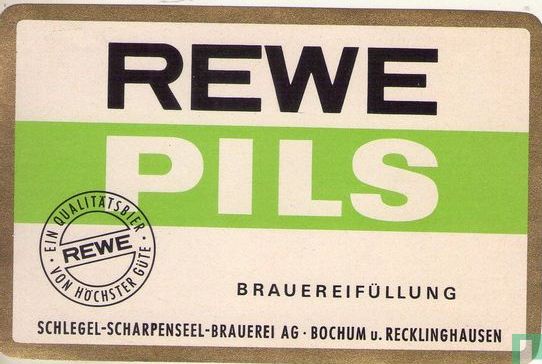 REWE
PILS
EIN QUALITÄTSBIER
REWE
VON HÖCHSTER GÜTE
BRAUEREIFÜLLUNG
SCHLEGEL-SCHARPENSEEL-BRAUEREI AG · BOCHUM u. RECKLINGHAUSEN